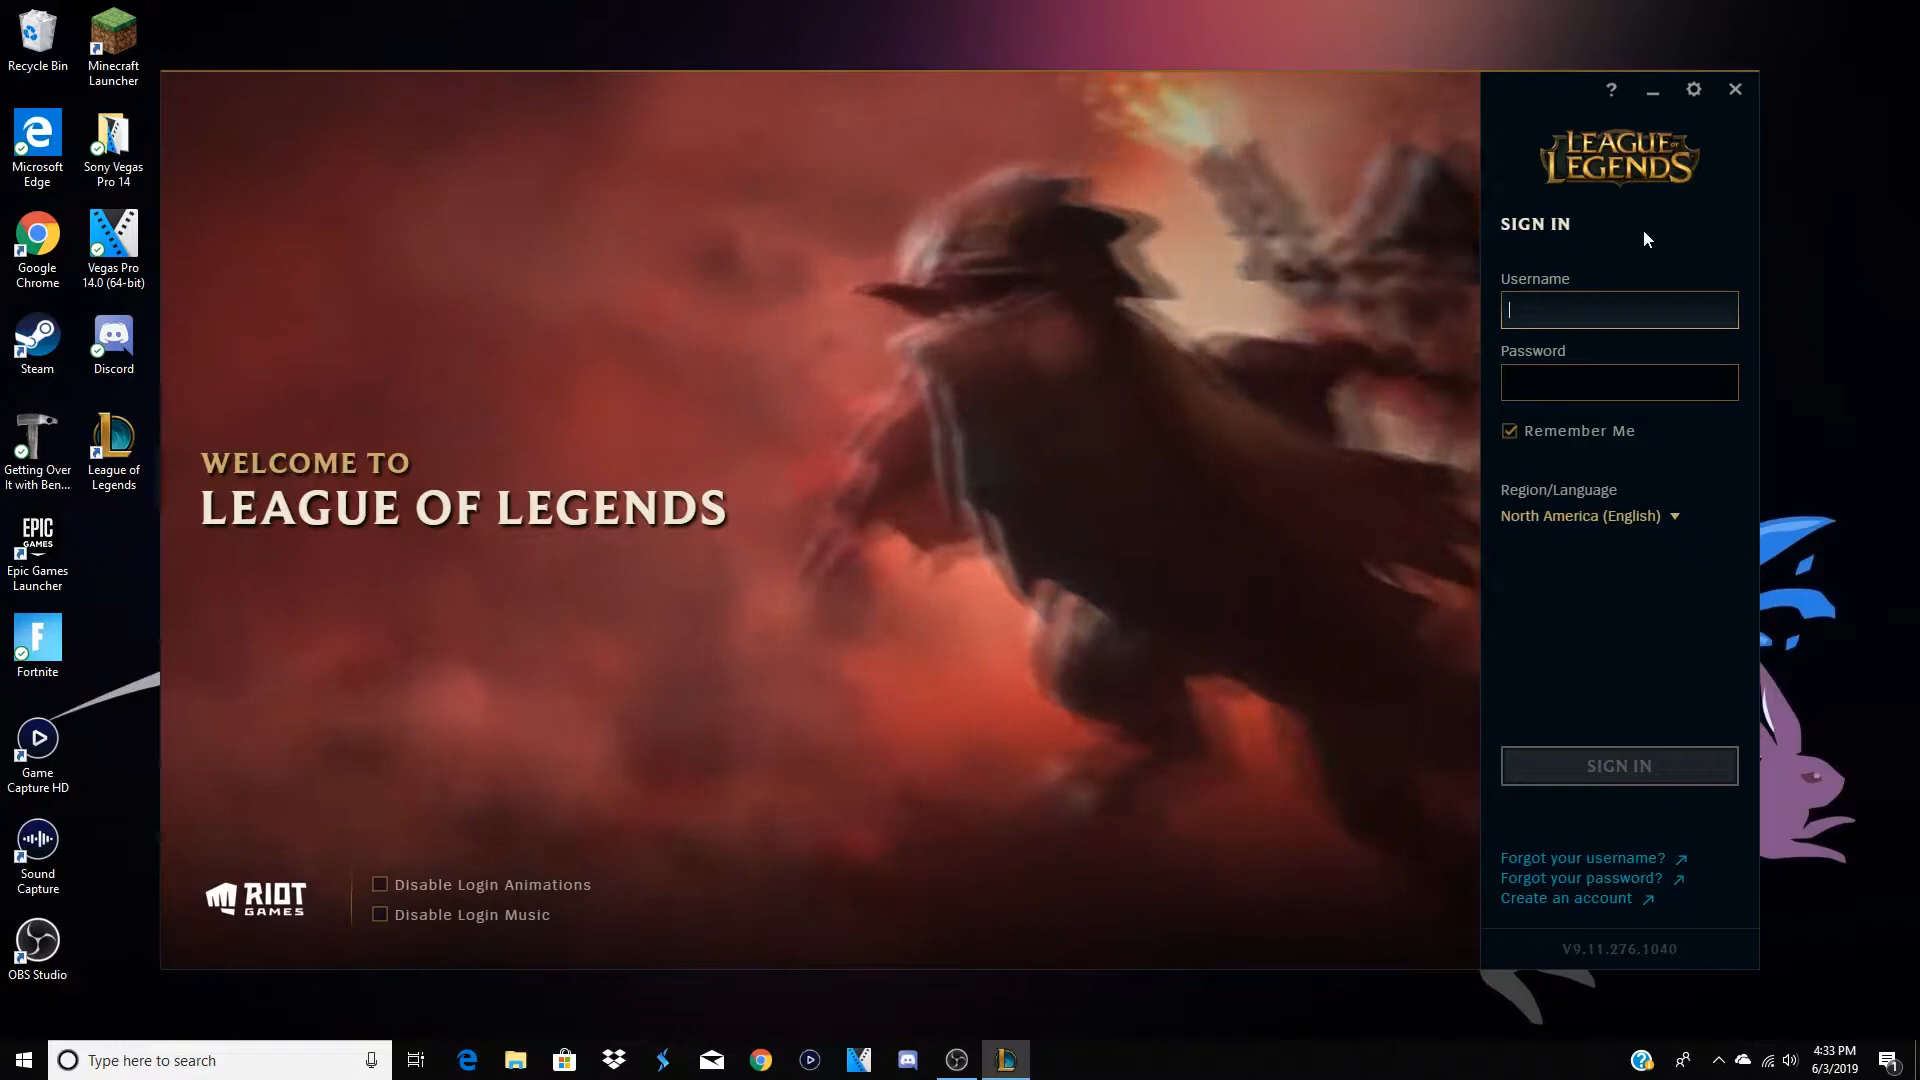 Recycle Bin
Minecraft
Launcher
Microsoft
Edge
Sony Vegas
Pro 14
Google
Chrome
Vegas Pro
14.0 (64-bit)
Steam
Discord
Getting Over
It with Ben...
League of
Legends
EPIC
GAMES
Epic Games
Launcher
Fortnite
Game
Capture HD
Sound
Capture
OBS Studio
WELCOME TO
LEAGUE OF LEGENDS
RIOT
GAMES
Disable Login Animations
Disable Login Music
LEAGUE OF
LEGENDS
SIGN IN
Username
Password
Remember Me
Region/Language
North America (English)
SIGN IN
Forgot your username?
Forgot your password?
Create an account
V9.11.276.1040
Type here to search
4:33 PM
6/3/2019
1